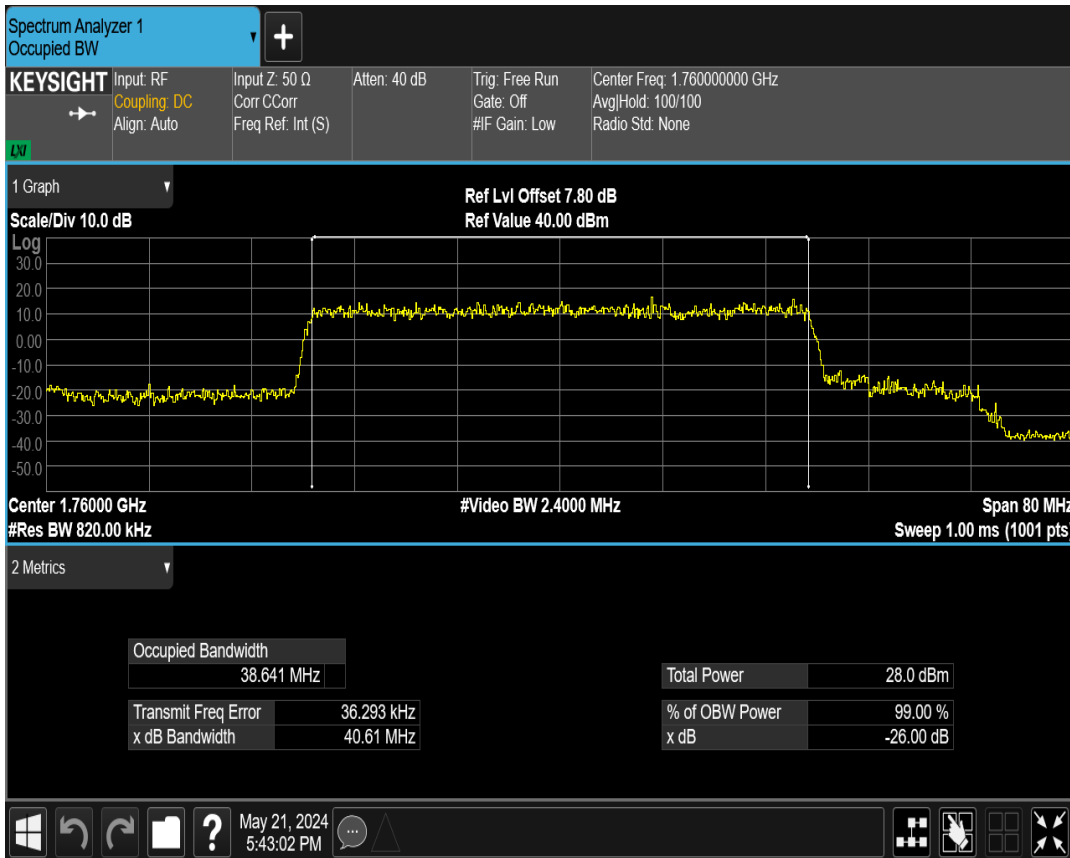 Spectrum Analyzer 1
Occupied BW
KEYSIGHT
LXI
Input: RF
Coupling: DC
Align: Auto
Input Z: 50 Ω
Corr CCorr
Freq Ref: Int (S)
Atten: 40 dB
Trig: Free Run
Gate: Off
#IF Gain: Low
Center Freq: 1.760000000 GHz
Avg|Hold: 100/100
Radio Std: None
1 Graph
Ref Lvl Offset 7.80 dB
Scale/Div 10.0 dB
Ref Value 40.00 dBm
Log
30.0
20.0
10.0
0.00
-10.0
-20.0
-30.0
-40.0
-50.0
Center 1.76000 GHz
#Video BW 2.4000 MHz
Span 80 MHz
#Res BW 820.00 kHz
Sweep 1.00 ms (1001 pts)
2 Metrics
Occupied Bandwidth
38.641 MHz
Total Power 28.0 dBm
Transmit Freq Error 36.293 kHz
% of OBW Power 99.00 %
x dB Bandwidth 40.61 MHz
x dB -26.00 dB
?
May 21, 2024
5:43:02 PM